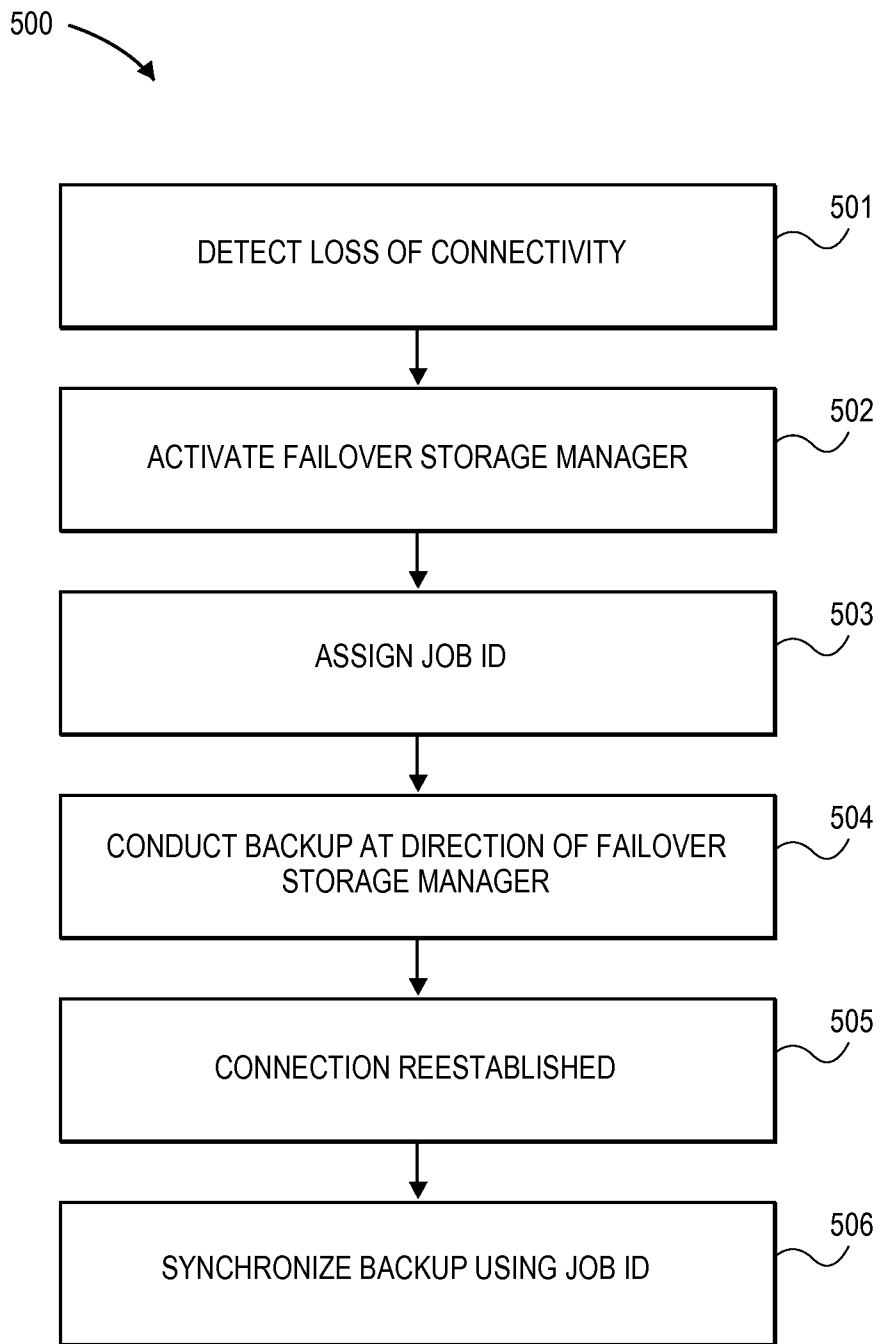 500
501
DETECT LOSS OF CONNECTIVITY
502
ACTIVATE FAILOVER STORAGE MANAGER
503
ASSIGN JOB ID
504
CONDUCT BACKUP AT DIRECTION OF FAILOVER
STORAGE MANAGER
505
CONNECTION REESTABLISHED
506
SYNCHRONIZE BACKUP USING JOB ID